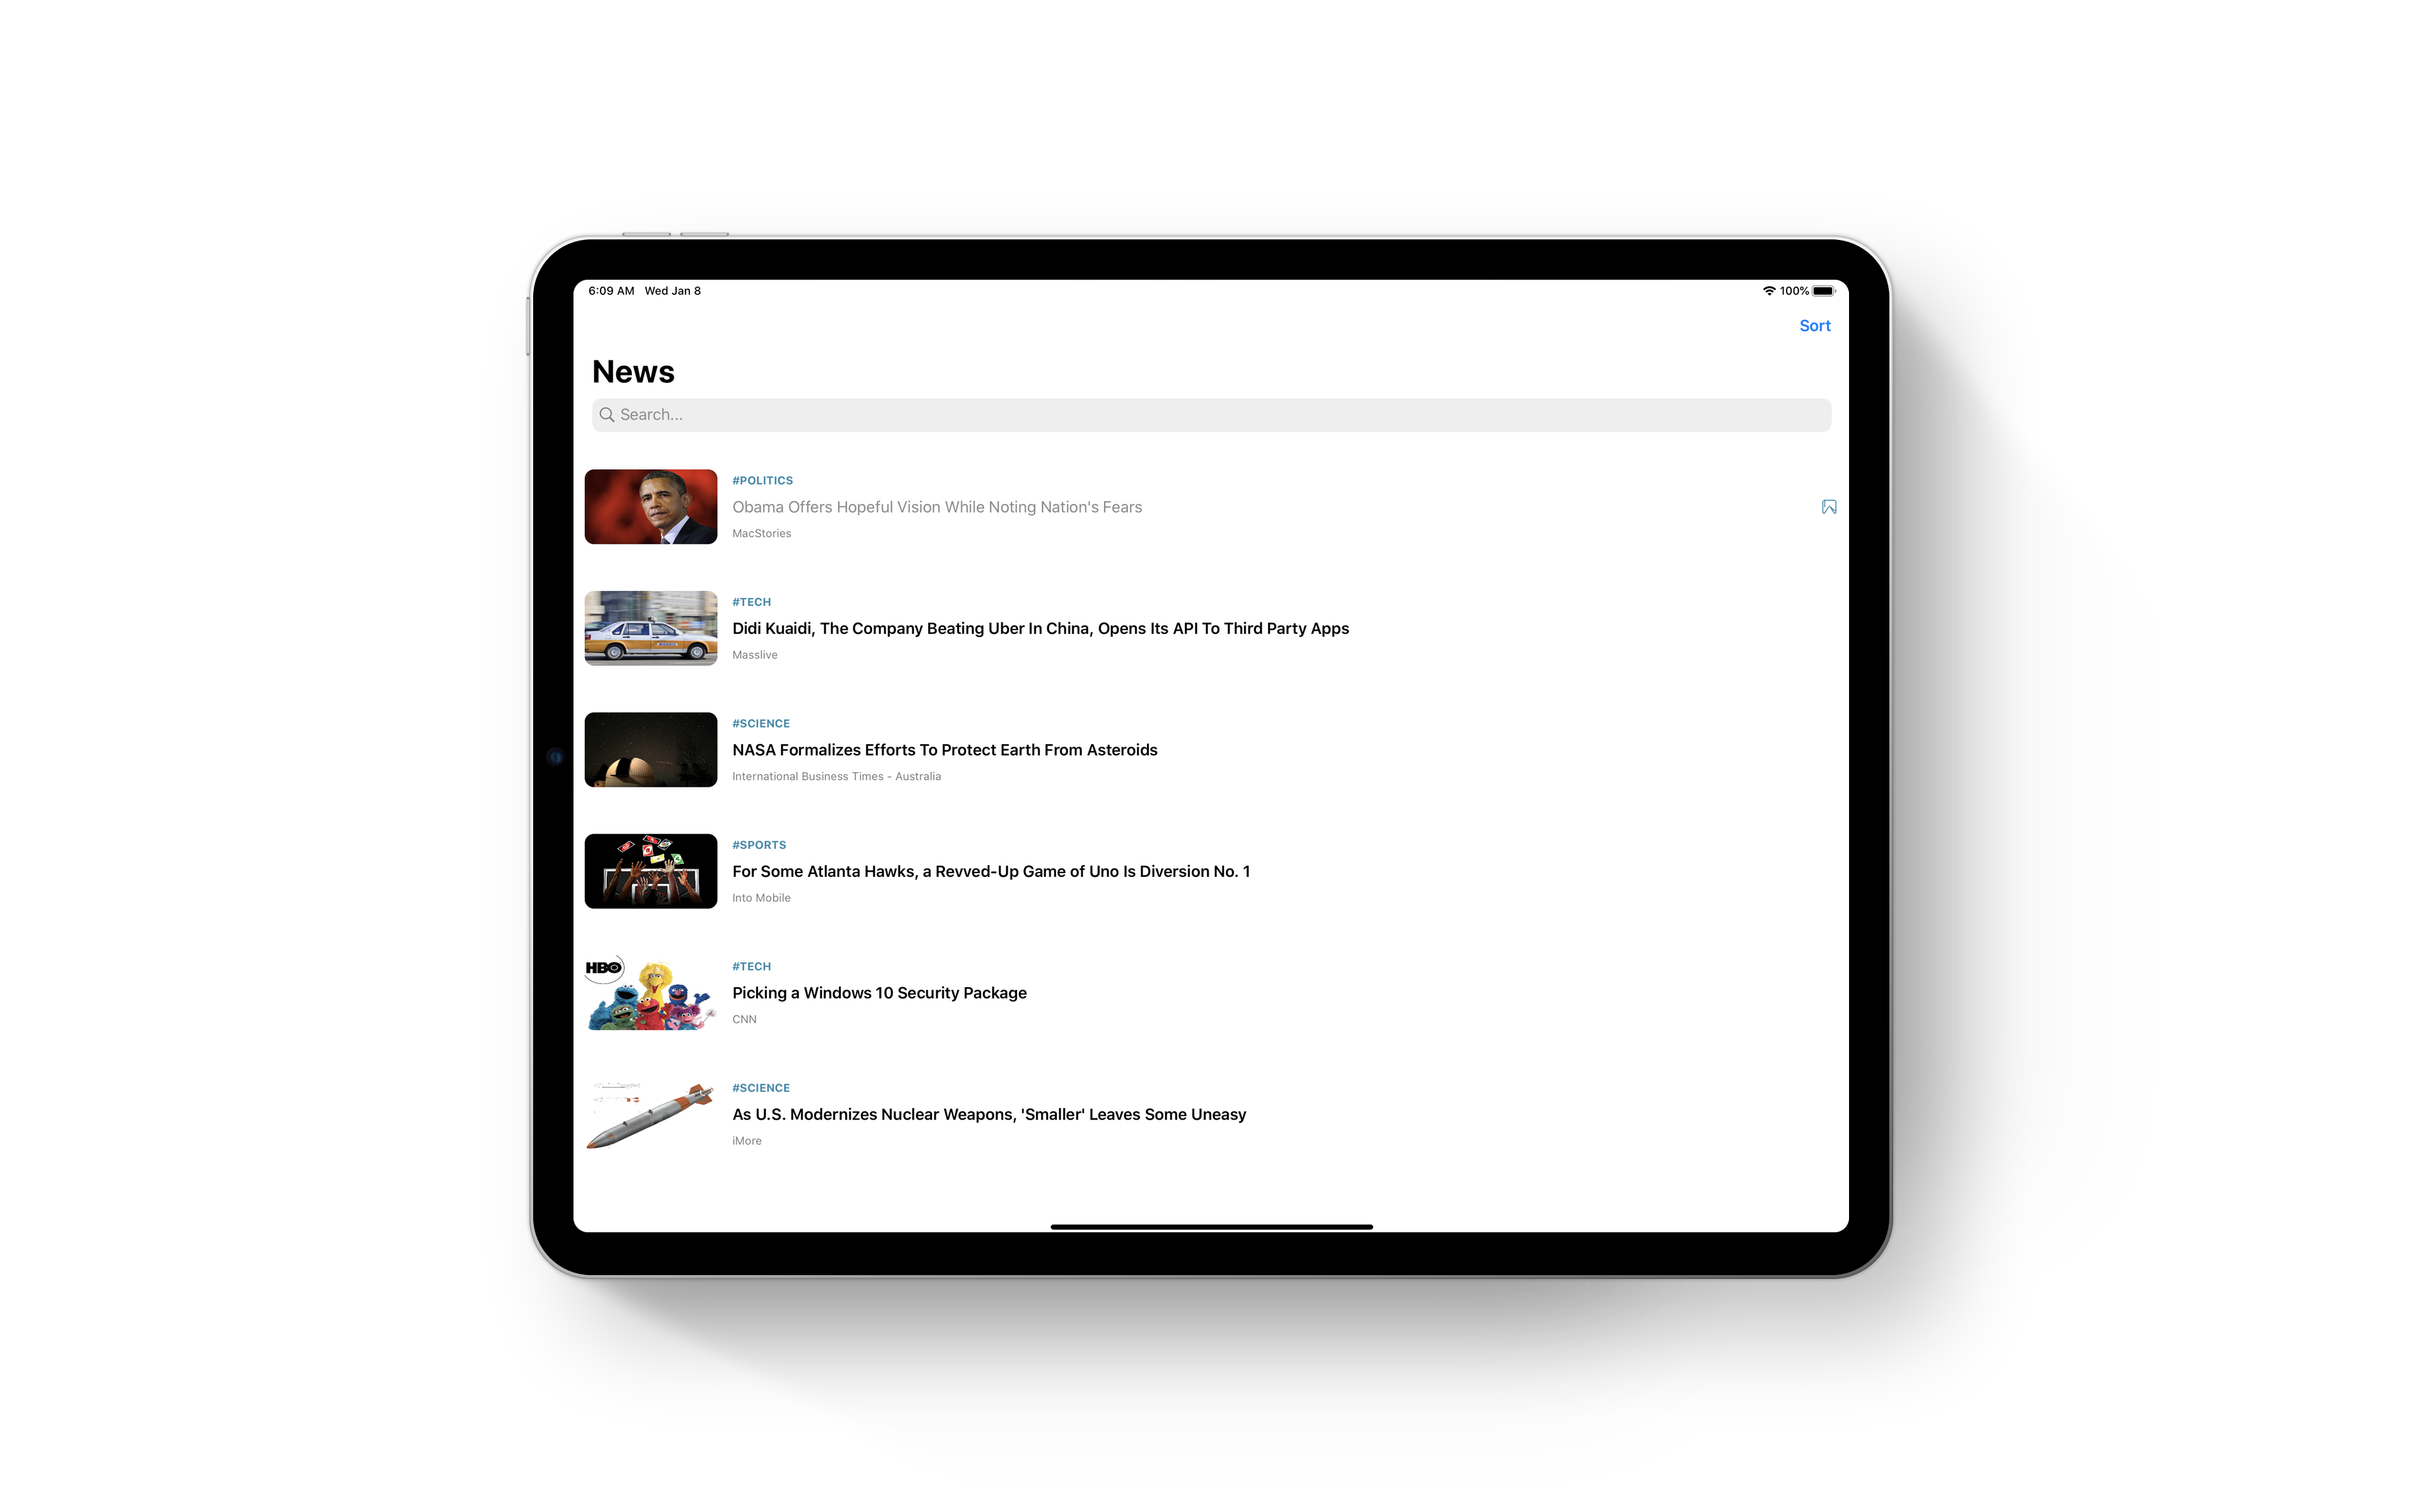 6:09 AM Wed Jan 8
100%
Sort
News
Search...
#POLITICS
Obama Offers Hopeful Vision While Noting Nation's Fears
MacStories
#TECH
Didi Kuaidi, The Company Beating Uber In China, Opens Its API To Third Party Apps
Masslive
#SCIENCE
NASA Formalizes Efforts To Protect Earth From Asteroids
International Business Times - Australia
#SPORTS
For Some Atlanta Hawks, a Revved-Up Game of Uno Is Diversion No. 1
Into Mobile
HBO
#TECH
Picking a Windows 10 Security Package
CNN
#SCIENCE
As U.S. Modernizes Nuclear Weapons, 'Smaller' Leaves Some Uneasy
iMore